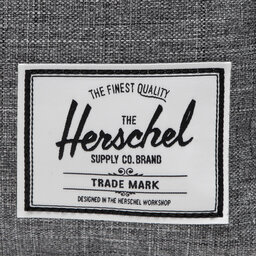 THE FINEST QUALITY
THE
Herschel
SUPPLY CO. BRAND
TRADE MARK
DESIGNED IN THE HERSCHEL WORKSHOP